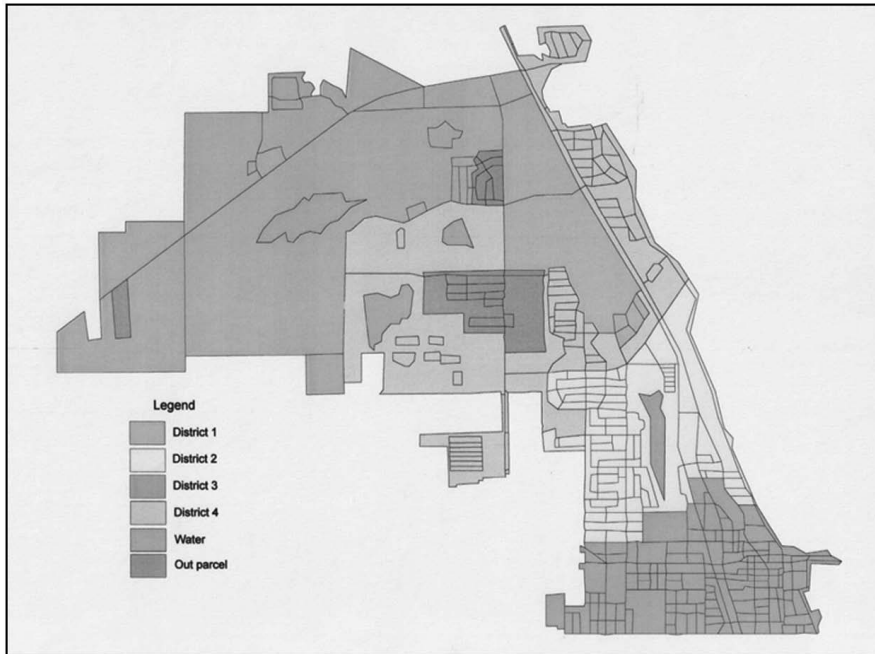 Legend
District 1
District 2
District 3
District 4
Water
Out parcel